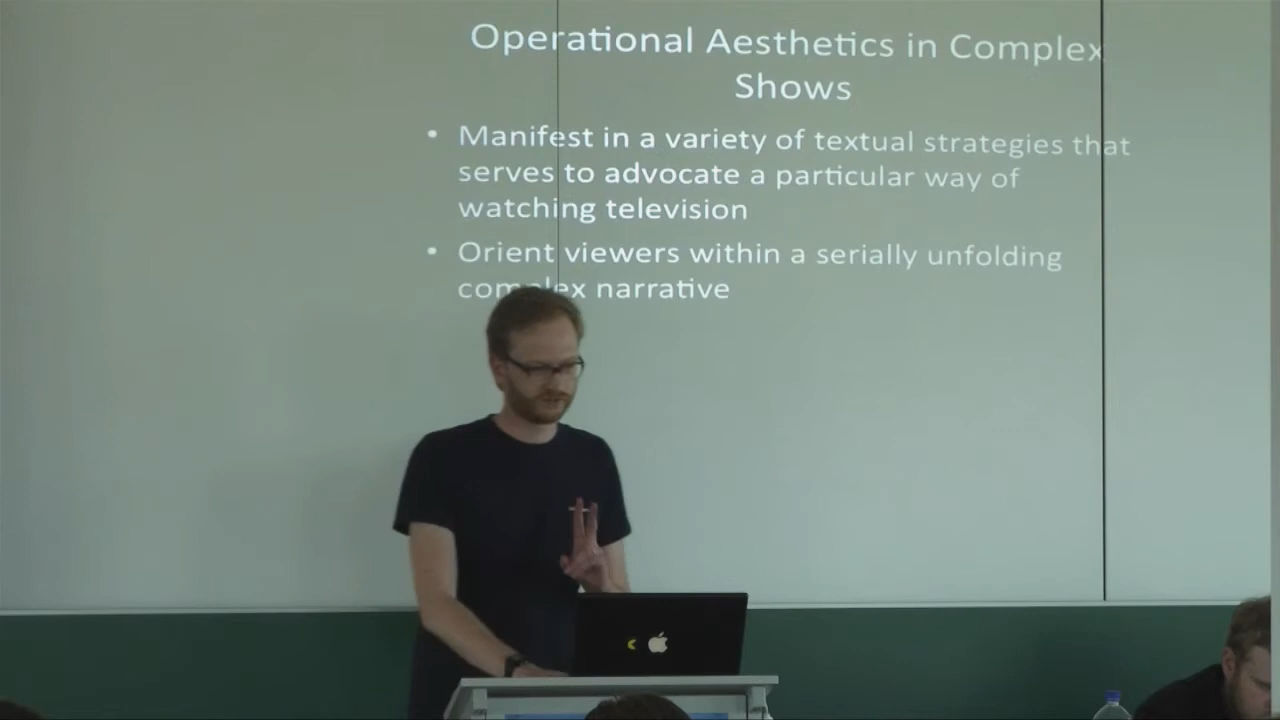 Operational Aesthetics in Complex
Shows
• Manifest in a variety of textual strategies that
serves to advocate a particular way of
watching television
• Orient viewers within a serially unfolding
complex narrative